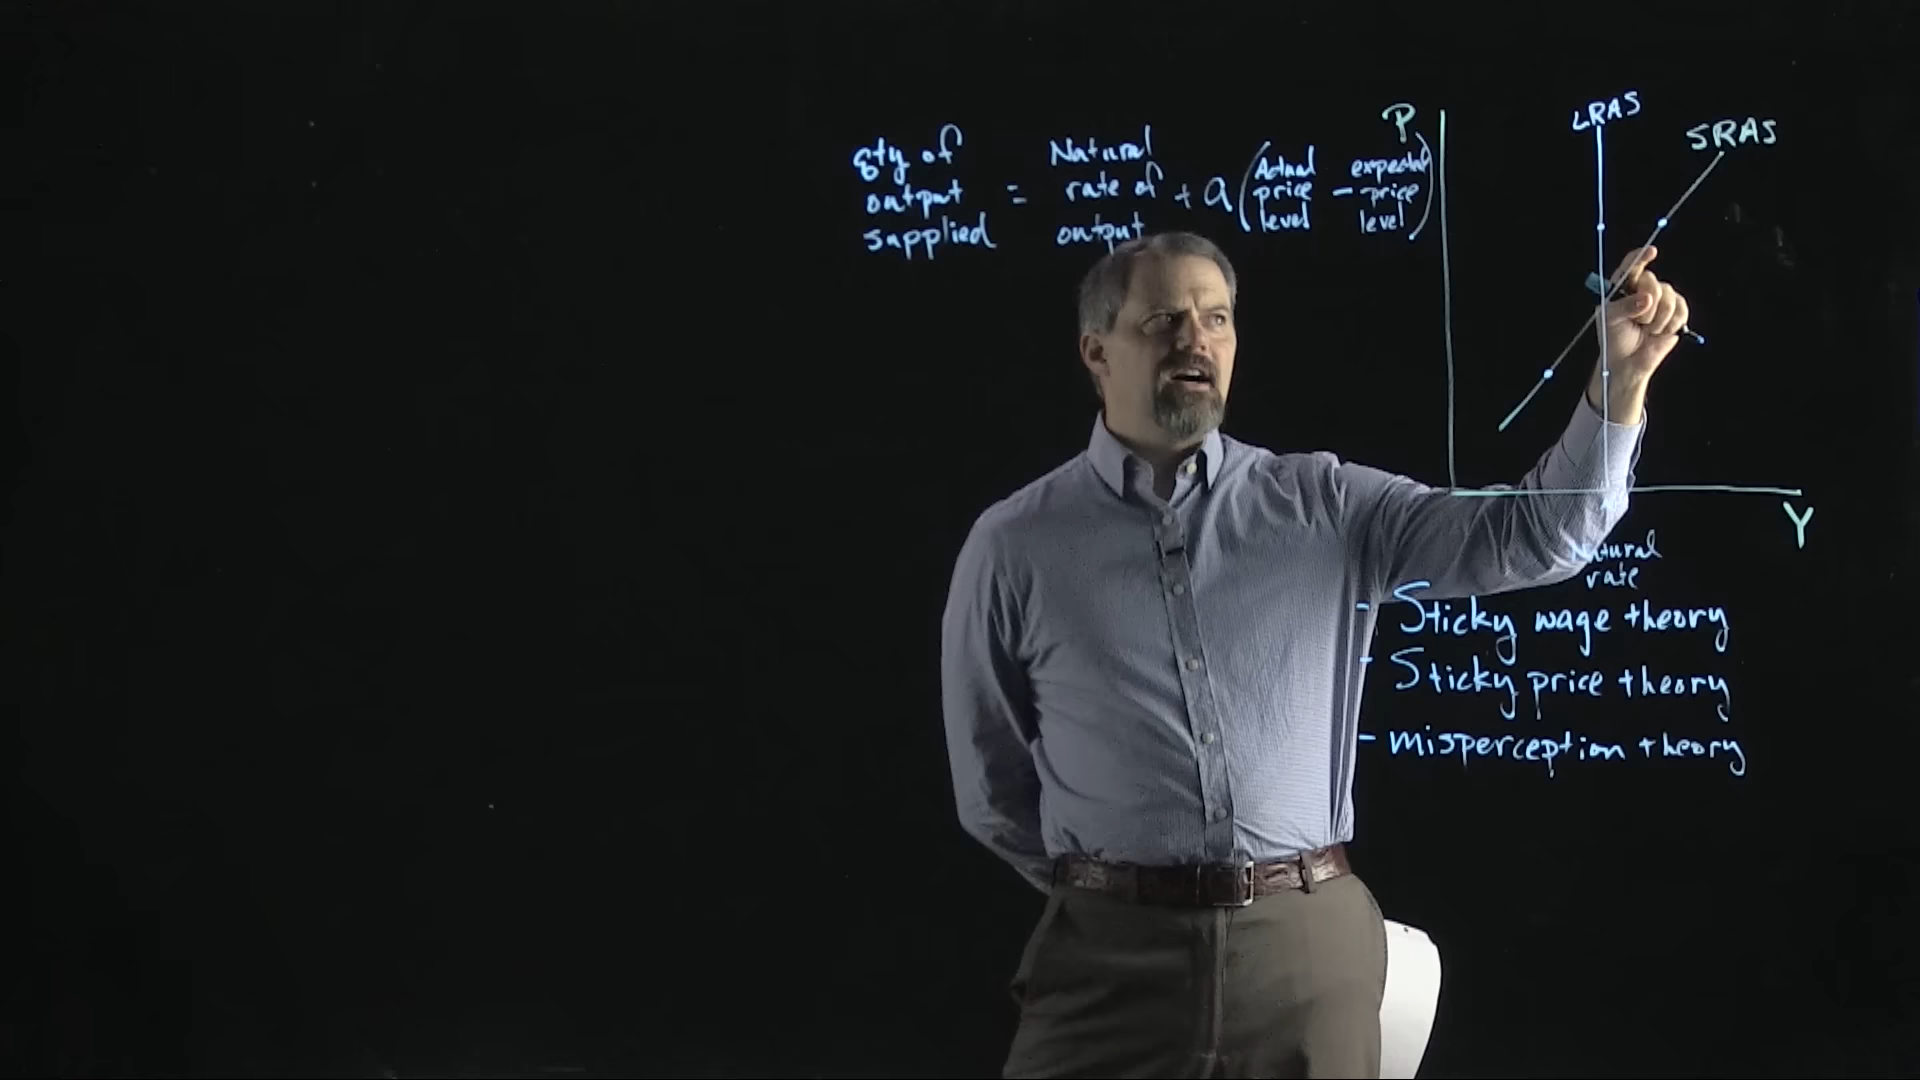 Qty of output supplied = Natural rate of output + a (Actual price level - expected price level)
P
LRAS
SRAS
Y
Natural rate
- Sticky wage theory
- Sticky price theory
- misperception theory